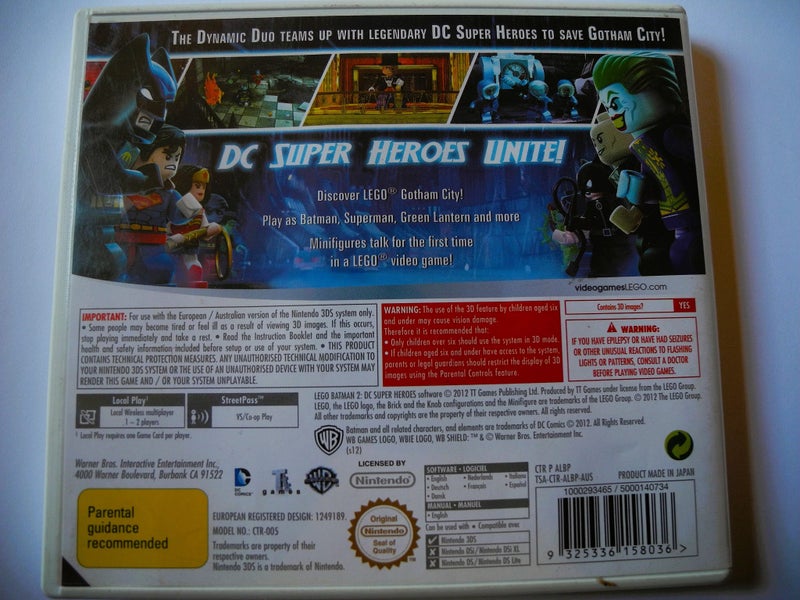 The Dynamic Duo teams up with legendary DC Super Heroes to save Gotham City!
DC SUPER HEROES UNITE!
Discover LEGO® Gotham City!
Play as Batman, Superman, Green Lantern and more
Minifigures talk for the first time
in a LEGO® video game!
videogamesLEGO.com
IMPORTANT: For use with the European / Australian version of the Nintendo 3DS system only.
• Some people may become tired or feel ill as a result of viewing 3D images. If this occurs,
stop playing immediately and take a rest. • Read the Instruction Booklet and the important
health and safety information included before setup or use of your system. • THIS PRODUCT
CONTAINS TECHNICAL PROTECTION MEASURES. ANY UNAUTHORISED TECHNICAL MODIFICATION TO
YOUR NINTENDO 3DS SYSTEM OR THE USE OF AN UNAUTHORISED DEVICE WITH YOUR SYSTEM MAY
RENDER THIS GAME AND / OR YOUR SYSTEM UNPLAYABLE.
WARNING: The use of the 3D feature by children aged six
and under may cause vision damage.
Therefore it is recommended that:
• Only children over six should use the system in 3D mode.
• If children aged six and under have access to the system,
parents or legal guardians should restrict the display of 3D
images using the Parental Controls feature.
Contains 3D images? YES
WARNING:
IF YOU HAVE EPILEPSY OR HAVE HAD SEIZURES
OR OTHER UNUSUAL REACTIONS TO FLASHING
LIGHTS OR PATTERNS, CONSULT A DOCTOR
BEFORE PLAYING VIDEO GAMES.
Local Play¹
Local Wireless multiplayer
1 – 2 players
StreetPass™
VS/Co-op Play
¹ Local Play requires one Game Card per player.
LEGO BATMAN 2: DC SUPER HEROES software © 2012 TT Games Publishing Ltd. Produced by TT Games under license from the LEGO Group.
LEGO, the LEGO logo, the Brick and the Knob configurations and the Minifigure are trademarks of the LEGO Group. © 2012 The LEGO Group.
All other trademarks and copyrights are the property of their respective owners. All rights reserved.
WB
Batman and all related characters, and elements are trademarks of DC Comics © 2012. All Rights Reserved.
WB GAMES LOGO, WBIE LOGO, WB SHIELD: ™ & © Warner Bros. Entertainment Inc.
(s12)
Warner Bros. Interactive Entertainment Inc.,
4000 Warner Boulevard, Burbank CA 91522
DC COMICS
TT games
LICENSED BY
Nintendo
SOFTWARE • LOGICIEL
• English • Nederlands • Italiano
• Deutsch • Français • Español
• Dansk
MANUAL • MANUEL
• English
Can be used with • Compatible avec
Nintendo 3DS
Nintendo DSi / Nintendo DSi XL
Nintendo DS / Nintendo DS Lite
CTR P ALBP
TSA-CTR-ALBP-AUS
PRODUCT MADE IN JAPAN
1000293465 / 5000140734
9 325336 158036 >
Parental
guidance
recommended
EUROPEAN REGISTERED DESIGN: 1249189.
MODEL NO.: CTR-005
Trademarks are property of their
respective owners.
Nintendo 3DS is a trademark of Nintendo.
Original
Nintendo
Seal of
Quality